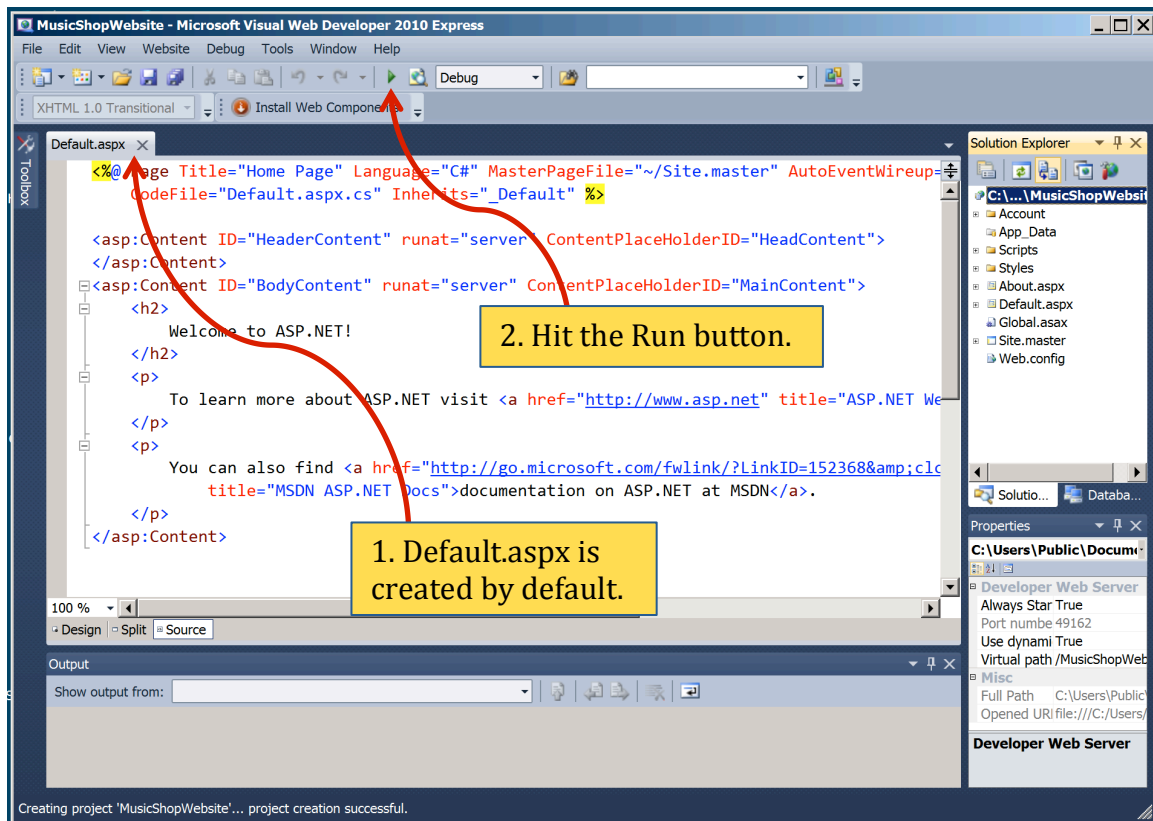 MusicShopWebsite - Microsoft Visual Web Developer 2010 Express
File Edit View Website Debug Tools Window Help
Debug
XHTML 1.0 Transitional Install Web Components
Toolbox
Default.aspx
<%@ Page Title="Home Page" Language="C#" MasterPageFile="~/Site.master" AutoEventWireup=
CodeFile="Default.aspx.cs" Inherits="_Default" %>
<asp:Content ID="HeaderContent" runat="server" ContentPlaceHolderID="HeadContent">
</asp:Content>
<asp:Content ID="BodyContent" runat="server" ContentPlaceHolderID="MainContent">
<h2>
Welcome to ASP.NET!
</h2>
<p>
To learn more about ASP.NET visit <a href="http://www.asp.net" title="ASP.NET We
</p>
<p>
You can also find <a href="http://go.microsoft.com/fwlink/?LinkID=152368&amp;clc
title="MSDN ASP.NET Docs">documentation on ASP.NET at MSDN</a>.
</p>
</asp:Content>
2. Hit the Run button.
1. Default.aspx is
created by default.
100 %
Design Split Source
Output
Show output from:
Creating project 'MusicShopWebsite'... project creation successful.
Solution Explorer
C:\...\MusicShopWebsit
Account
App_Data
Scripts
Styles
About.aspx
Default.aspx
Global.asax
Site.master
Web.config
Solutio... Databa...
Properties
C:\Users\Public\Docume
Developer Web Server
Always Star True
Port numbe 49162
Use dynami True
Virtual path /MusicShopWeb
Misc
Full Path C:\Users\Public\
Opened URl file:///C:/Users/
Developer Web Server